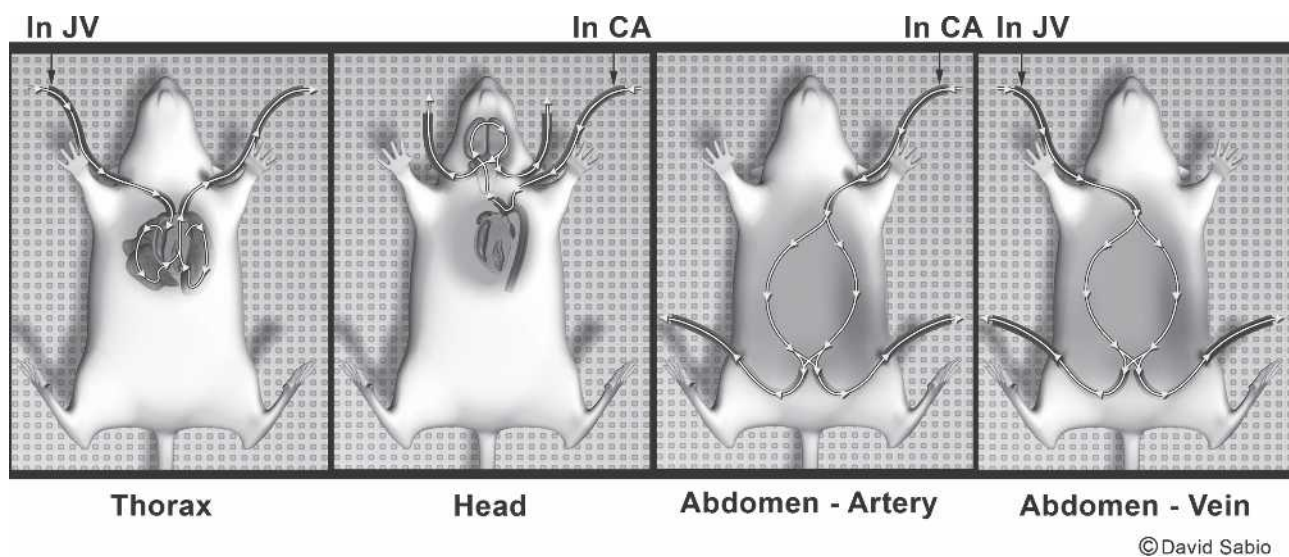 In JV In CA In CA In JV
Thorax Head Abdomen - Artery Abdomen - Vein
©David Sabio